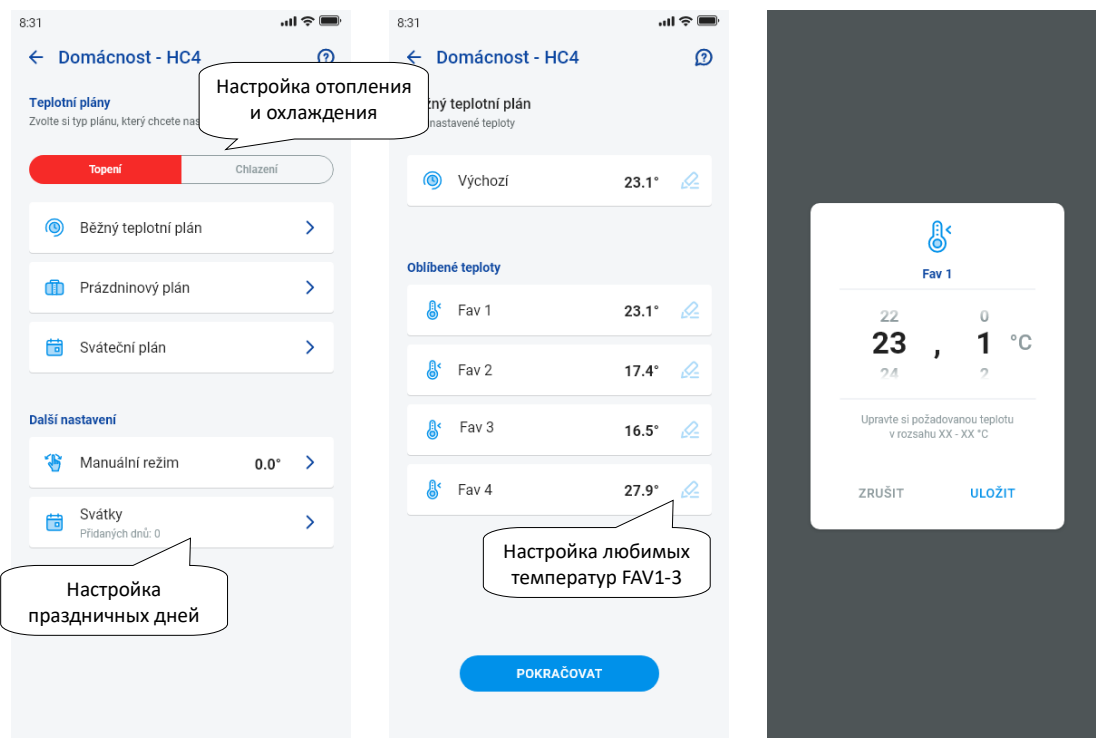 8:31
Domácnost - HC4
Настройка отопления
и охлаждения
Teplotní plány
Zvolte si typ plánu, který chcete
Topení
Chlazení
Běžný teplotní plán
Prázdninový plán
Sváteční plán
Další nastavení
Manuální režim
0.0°
Svátky
Přidaných dnů: 0
Настройка
праздничных дней
8:31
Domácnost - HC4
teplotní plán
nastavené teploty
Výchozí
23.1°
Oblíbené teploty
Fav 1
23.1°
Fav 2
17.4°
Fav 3
16.5°
Fav 4
27.9°
Настройка любимых
температур FAV1-3
POKRAČOVAT
Fav 1
22 0
23 , 1 °C
24 2
Upravte si požadovanou teplotu
v rozsahu XX - XX °C
ZRUŠIT
ULOŽIT